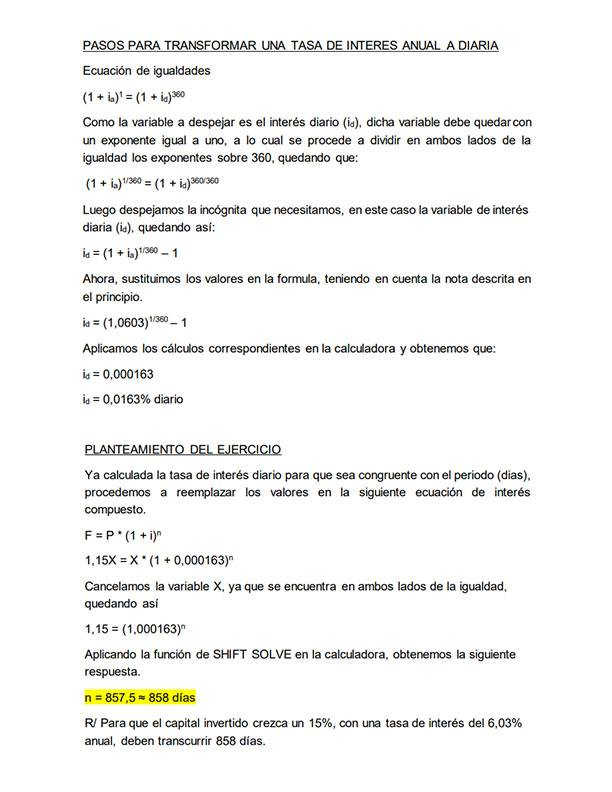 PASOS PARA TRANSFORMAR UNA TASA DE INTERES ANUAL A DIARIA
Ecuación de igualdades
(1 + iₐ)¹ = (1 + i_d)³⁶⁰
Como la variable a despejar es el interés diario (i_d), dicha variable debe quedar con
un exponente igual a uno, a lo cual se procede a dividir en ambos lados de la
igualdad los exponentes sobre 360, quedando que:
(1 + iₐ)^1/360 = (1 + i_d)^360/360
Luego despejamos la incógnita que necesitamos, en este caso la variable de interés
diaria (i_d), quedando así:
i_d = (1 + iₐ)^1/360 – 1
Ahora, sustituimos los valores en la formula, teniendo en cuenta la nota descrita en
el principio.
i_d = (1,0603)^1/360 – 1
Aplicamos los cálculos correspondientes en la calculadora y obtenemos que:
i_d = 0,000163
i_d = 0,0163% diario
PLANTEAMIENTO DEL EJERCICIO
Ya calculada la tasa de interés diario para que sea congruente con el periodo (dias),
procedemos a reemplazar los valores en la siguiente ecuación de interés
compuesto.
F = P * (1 + i)ⁿ
1,15X = X * (1 + 0,000163)ⁿ
Cancelamos la variable X, ya que se encuentra en ambos lados de la igualdad,
quedando así
1,15 = (1,000163)ⁿ
Aplicando la función de SHIFT SOLVE en la calculadora, obtenemos la siguiente
respuesta.
n = 857,5 ≈ 858 días
R/ Para que el capital invertido crezca un 15%, con una tasa de interés del 6,03%
anual, deben transcurrir 858 días.